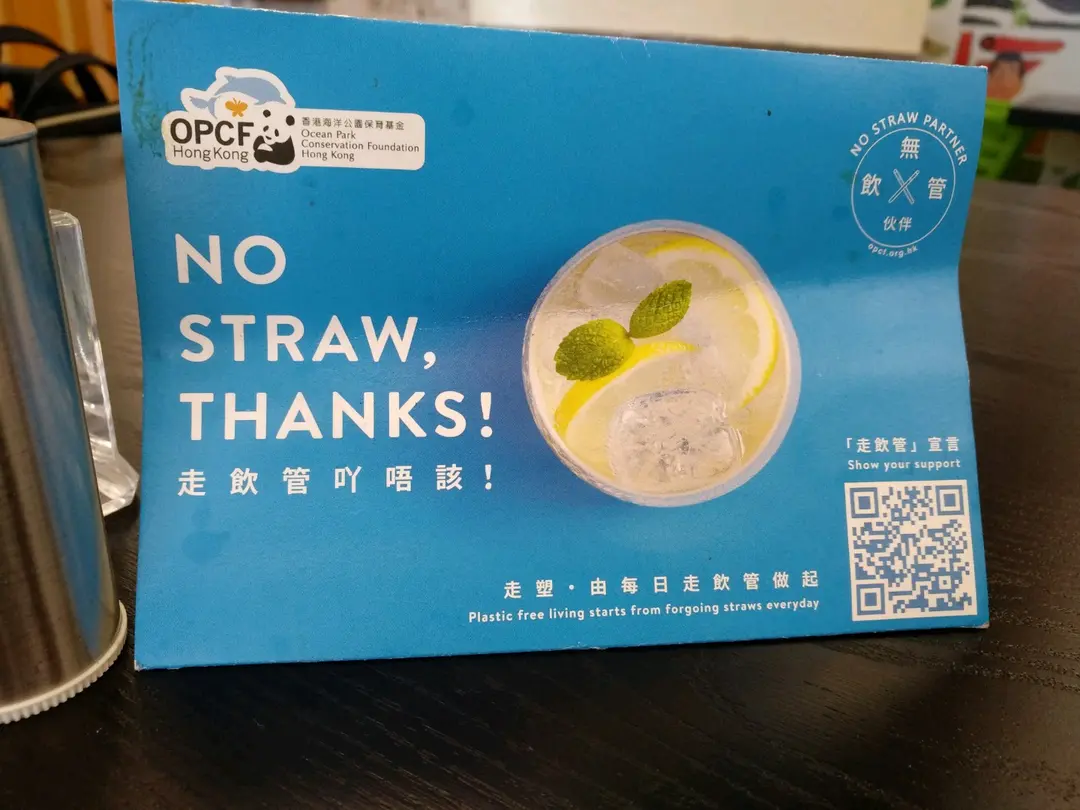 OPCF
Hong Kong
香港海洋公園保育基金
Ocean Park
Conservation Foundation
Hong Kong
NO STRAW PARTNER
無
飲 管
伙伴
opcf.org.hk
NO
STRAW,
THANKS!
走飲管吖唔該!
「走飲管」宣言
Show your support
走塑・由每日走飲管做起
Plastic free living starts from forgoing straws everyday